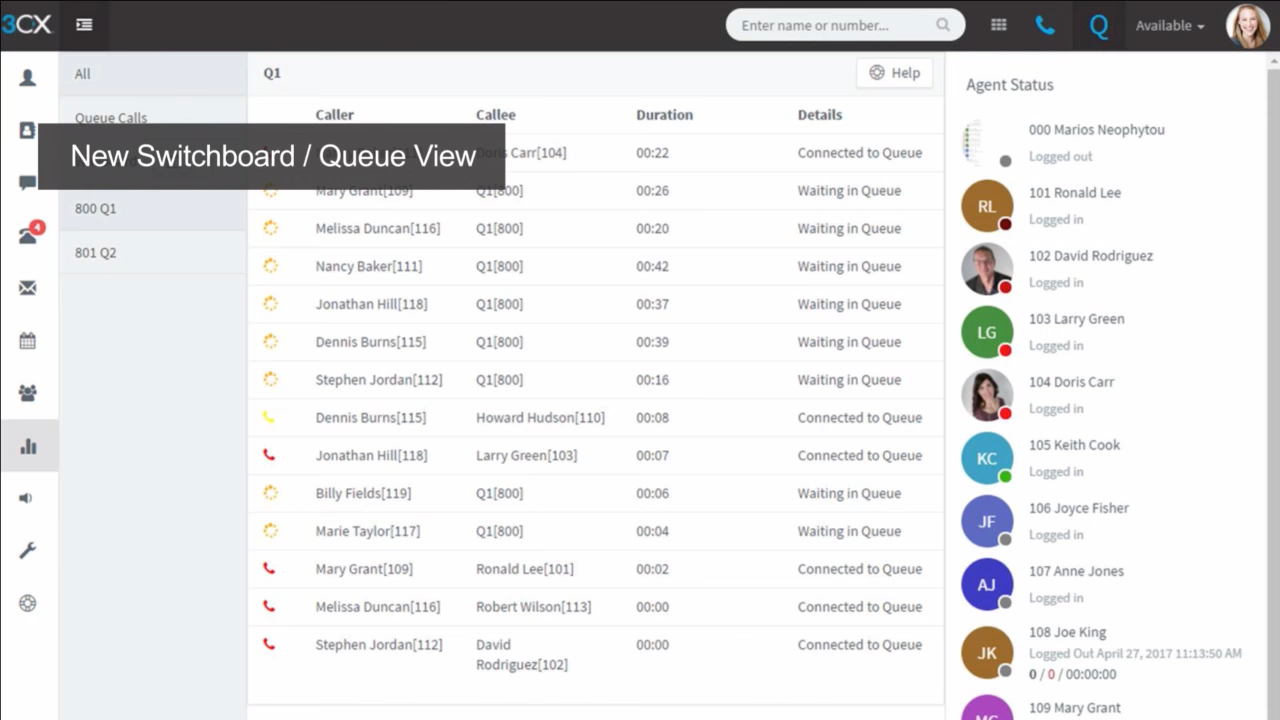 3CX
Enter name or number...
Q
Available
All
Queue Calls
800 Q1
801 Q2
4
New Switchboard / Queue View
Q1
Help
Caller Callee Duration Details
Doris Carr[104] 00:22 Connected to Queue
Mary Grant[109] Q1[800] 00:26 Waiting in Queue
Melissa Duncan[116] Q1[800] 00:20 Waiting in Queue
Nancy Baker[111] Q1[800] 00:42 Waiting in Queue
Jonathan Hill[118] Q1[800] 00:37 Waiting in Queue
Dennis Burns[115] Q1[800] 00:39 Waiting in Queue
Stephen Jordan[112] Q1[800] 00:16 Waiting in Queue
Dennis Burns[115] Howard Hudson[110] 00:08 Connected to Queue
Jonathan Hill[118] Larry Green[103] 00:07 Connected to Queue
Billy Fields[119] Q1[800] 00:06 Waiting in Queue
Marie Taylor[117] Q1[800] 00:04 Waiting in Queue
Mary Grant[109] Ronald Lee[101] 00:02 Connected to Queue
Melissa Duncan[116] Robert Wilson[113] 00:00 Connected to Queue
Stephen Jordan[112] David 00:00 Connected to Queue
Rodriguez[102]
Agent Status
000 Marios Neophytou
Logged out
RL
101 Ronald Lee
Logged in
102 David Rodriguez
Logged in
LG
103 Larry Green
Logged in
104 Doris Carr
Logged in
KC
105 Keith Cook
Logged in
JF
106 Joyce Fisher
Logged in
AJ
107 Anne Jones
Logged in
JK
108 Joe King
Logged Out April 27, 2017 11:13:50 AM
0 / 0 / 00:00:00
MG
109 Mary Grant